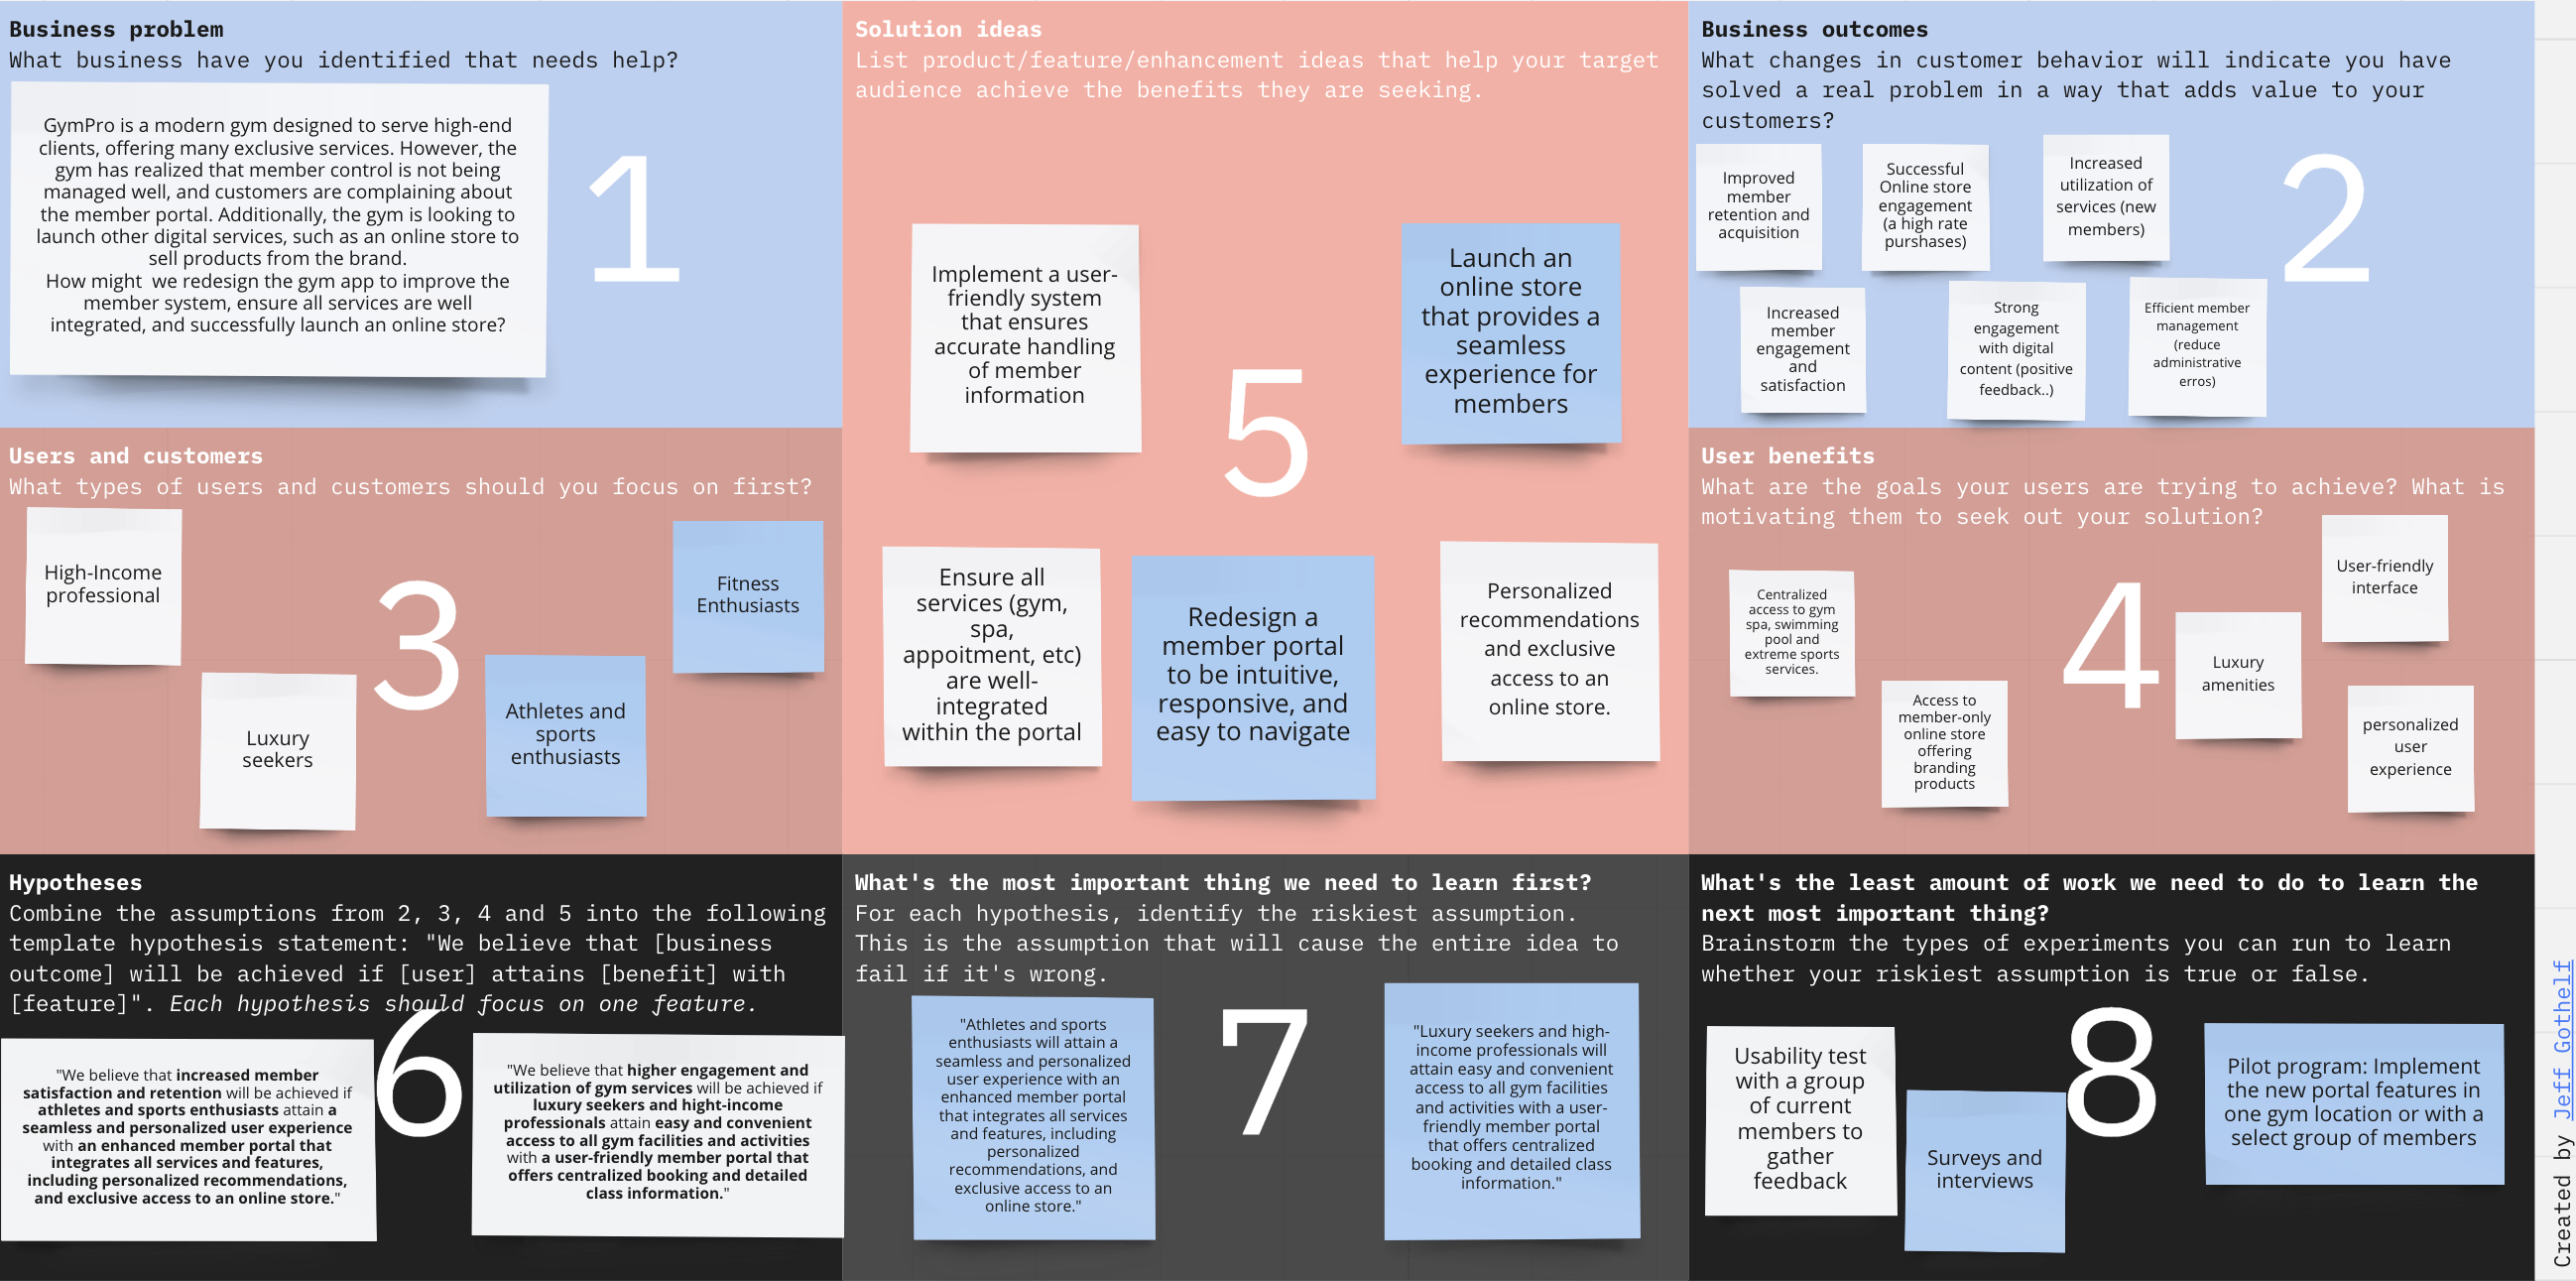 Business problem
What business have you identified that needs help?
GymPro is a modern gym designed to serve high-end
clients, offering many exclusive services. However, the
gym has realized that member control is not being
managed well, and customers are complaining about
the member portal. Additionally, the gym is looking to
launch other digital services, such as an online store to
sell products from the brand.
How might  we redesign the gym app to improve the
member system, ensure all services are well
integrated, and successfully launch an online store?
1
Solution ideas
List product/feature/enhancement ideas that help your target
audience achieve the benefits they are seeking.
Implement a user-
friendly system
that ensures
accurate handling
of member
information
Launch an
online store
that provides a
seamless
experience for
members
5
Ensure all
services (gym,
spa,
appoitment, etc)
are well-
integrated
within the portal
Redesign a
member portal
to be intuitive,
responsive, and
easy to navigate
Personalized
recommendations
and exclusive
access to an
online store.
Business outcomes
What changes in customer behavior will indicate you have
solved a real problem in a way that adds value to your
customers?
Improved
member
retention and
acquisition
Successful
Online store
engagement
(a high rate
purshases)
Increased
utilization of
services (new
members)
2
Increased
member
engagement
and
satisfaction
Strong
engagement
with digital
content (positive
feedback..)
Efficient member
management
(reduce
administrative
erros)
Users and customers
What types of users and customers should you focus on first?
High-Income
professional
Luxury
seekers
3
Athletes and
sports
enthusiasts
Fitness
Enthusiasts
User benefits
What are the goals your users are trying to achieve? What is
motivating them to seek out your solution?
Centralized
access to gym
spa, swimming
pool and
extreme sports
services.
Access to
member-only
online store
offering
branding
products
4
Luxury
amenities
User-friendly
interface
personalized
user
experience
Hypotheses
Combine the assumptions from 2, 3, 4 and 5 into the following
template hypothesis statement: "We believe that [business
outcome] will be achieved if [user] attains [benefit] with
[feature]". Each hypothesis should focus on one feature.
"We believe that increased member
satisfaction and retention will be achieved if
athletes and sports enthusiasts attain a
seamless and personalized user experience
with an enhanced member portal that
integrates all services and features,
including personalized recommendations,
and exclusive access to an online store."
6
"We believe that higher engagement and
utilization of gym services will be achieved if
luxury seekers and hight-income
professionals attain easy and convenient
access to all gym facilities and activities
with a user-friendly member portal that
offers centralized booking and detailed
class information."
What's the most important thing we need to learn first?
For each hypothesis, identify the riskiest assumption.
This is the assumption that will cause the entire idea to
fail if it's wrong.
"Athletes and sports
enthusiasts will attain a
seamless and personalized
user experience with an
enhanced member portal
that integrates all services
and features, including
personalized
recommendations, and
exclusive access to an
online store."
7
"Luxury seekers and high-
income professionals will
attain easy and convenient
access to all gym facilities
and activities with a user-
friendly member portal
that offers centralized
booking and detailed class
information."
What's the least amount of work we need to do to learn the
next most important thing?
Brainstorm the types of experiments you can run to learn
whether your riskiest assumption is true or false.
Usability test
with a group
of current
members to
gather
feedback
Surveys and
interviews
8
Pilot program: Implement
the new portal features in
one gym location or with a
select group of members
Created by Jeff Gothelf